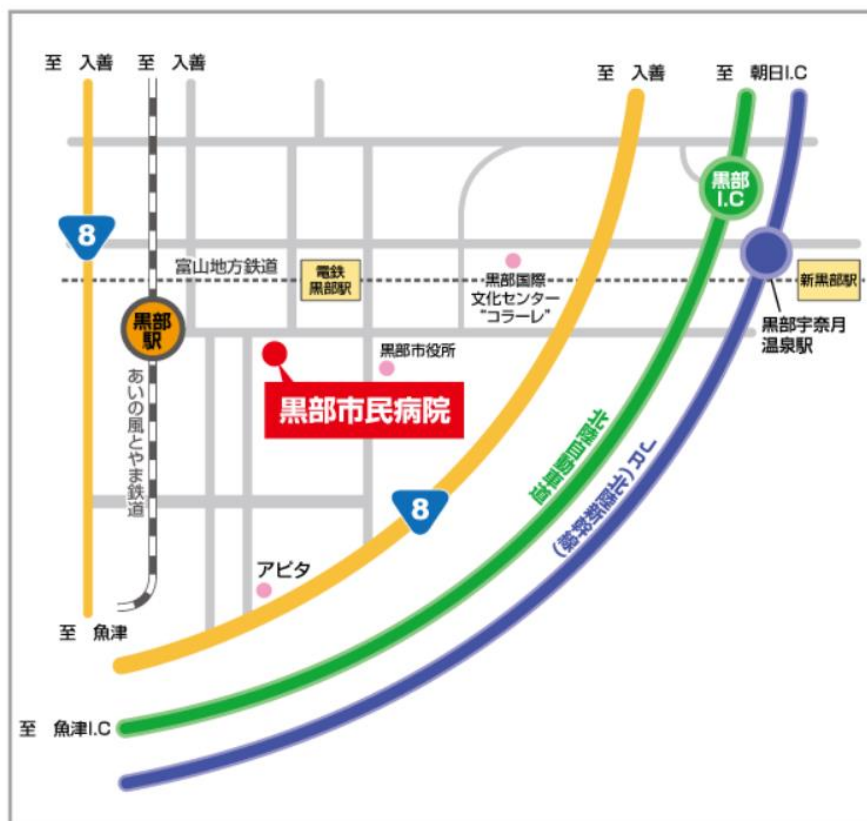 至 入善
至 入善
至 入善
至 朝日I.C
黒部
I.C
8
富山地方鉄道
電鉄
黒部駅
黒部国際
文化センター
“コラーレ”
新黒部駅
黒部
駅
黒部宇奈月
温泉駅
黒部市役所
黒部市民病院
あいの風とやま鉄道
北陸自動車道
JR(北陸新幹線)
8
アピタ
至 魚津
至 魚津I.C